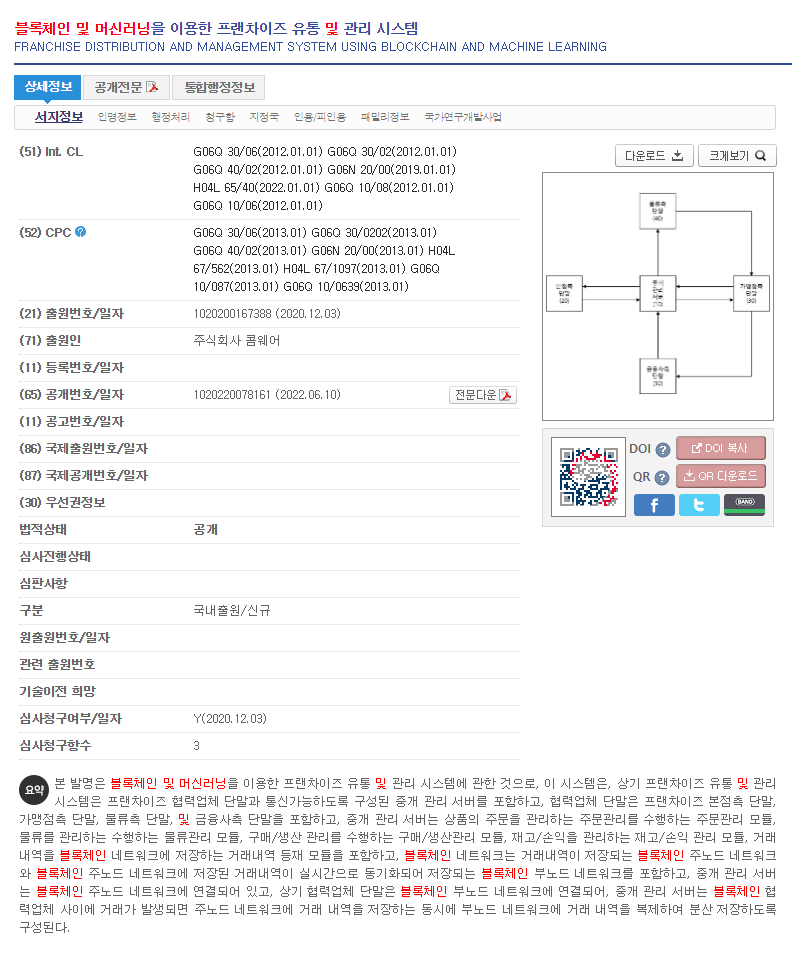 블록체인 및 머신러닝을 이용한 프랜차이즈 유통 및 관리 시스템
FRANCHISE DISTRIBUTION AND MANAGEMENT SYSTEM USING BLOCKCHAIN AND MACHINE LEARNING
상세정보 공개전문 통합행정정보
서지정보 인명정보 행정처리 청구항 지정국 인용/피인용 패밀리정보 국가연구개발사업
(51) Int. CL
G06Q 30/06(2012.01.01) G06Q 30/02(2012.01.01)
G06Q 40/02(2012.01.01) G06N 20/00(2019.01.01)
H04L 65/40(2022.01.01) G06Q 10/08(2012.01.01)
G06Q 10/06(2012.01.01)
(52) CPC ?
G06Q 30/06(2013.01) G06Q 30/0202(2013.01)
G06Q 40/02(2013.01) G06N 20/00(2013.01) H04L
67/562(2013.01) H04L 67/1097(2013.01) G06Q
10/087(2013.01) G06Q 10/0639(2013.01)
(21) 출원번호/일자 1020200167388 (2020.12.03)
(71) 출원인 주식회사 콤웨어
(11) 등록번호/일자
(65) 공개번호/일자 1020220078161 (2022.06.10) 전문다운
(11) 공고번호/일자
(86) 국제출원번호/일자
(87) 국제공개번호/일자
(30) 우선권정보
법적상태 공개
심사진행상태
심판사항
구분 국내출원/신규
원출원번호/일자
관련 출원번호
기술이전 희망
심사청구여부/일자 Y(2020.12.03)
심사청구항수 3
다운로드 크게보기
물류측
단말
(40)
본점측
단말
(20)
중개
관리
서버
가맹점측
단말
(30)
금융사측
단말
(50)
DOI ? DOI 복사
QR ? QR 다운로드
f t BAND
요약 본 발명은 블록체인 및 머신러닝을 이용한 프랜차이즈 유통 및 관리 시스템에 관한 것으로, 이 시스템은, 상기 프랜차이즈 유통 및 관리
시스템은 프랜차이즈 협력업체 단말과 통신가능하도록 구성된 중개 관리 서버를 포함하고, 협력업체 단말은 프랜차이즈 본점측 단말,
가맹점측 단말, 물류측 단말, 및 금융사측 단말을 포함하고, 중개 관리 서버는 상품의 주문을 관리하는 주문관리를 수행하는 주문관리 모듈,
물류를 관리하는 수행하는 물류관리 모듈, 구매/생산 관리를 수행하는 구매/생산관리 모듈, 재고/손익을 관리하는 재고/손익 관리 모듈, 거래
내역을 블록체인 네트워크에 저장하는 거래내역 등재 모듈을 포함하고, 블록체인 네트워크는 거래내역이 저장되는 블록체인 주노드 네트워크
와 블록체인 주노드 네트워크에 저장된 거래내역이 실시간으로 동기화되어 저장되는 블록체인 부노드 네트워크를 포함하고, 중개 관리 서버
는 블록체인 주노드 네트워크에 연결되어 있고, 상기 협력업체 단말은 블록체인 부노드 네트워크에 연결되어, 중개 관리 서버는 블록체인 협
력업체 사이에 거래가 발생되면 주노드 네트워크에 거래 내역을 저장하는 동시에 부노드 네트워크에 거래 내역을 복제하여 분산 저장하도록
구성된다.